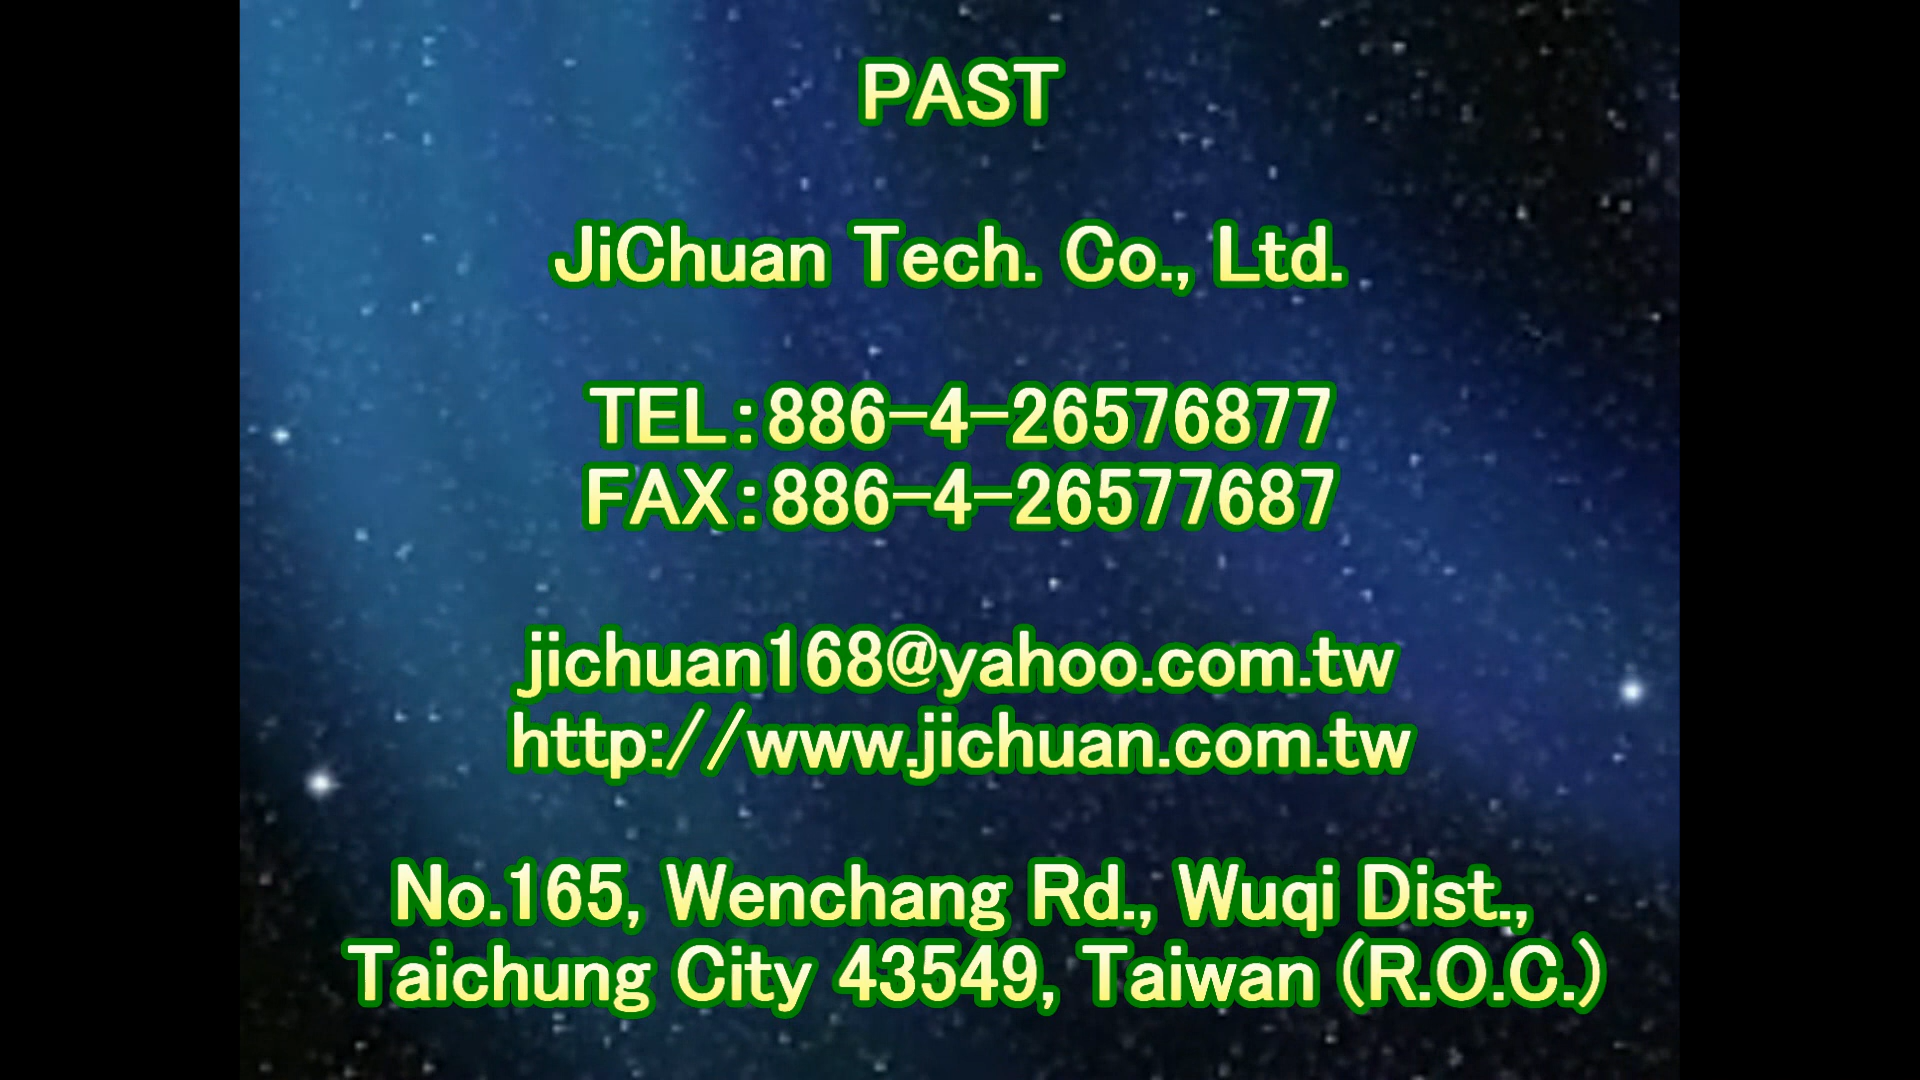 PAST
JiChuan Tech. Co., Ltd.
TEL:886-4-26576877
FAX:886-4-26577687
jichuan168@yahoo.com.tw
http://www.jichuan.com.tw
No.165, Wenchang Rd., Wuqi Dist.,
Taichung City 43549, Taiwan (R.O.C.)